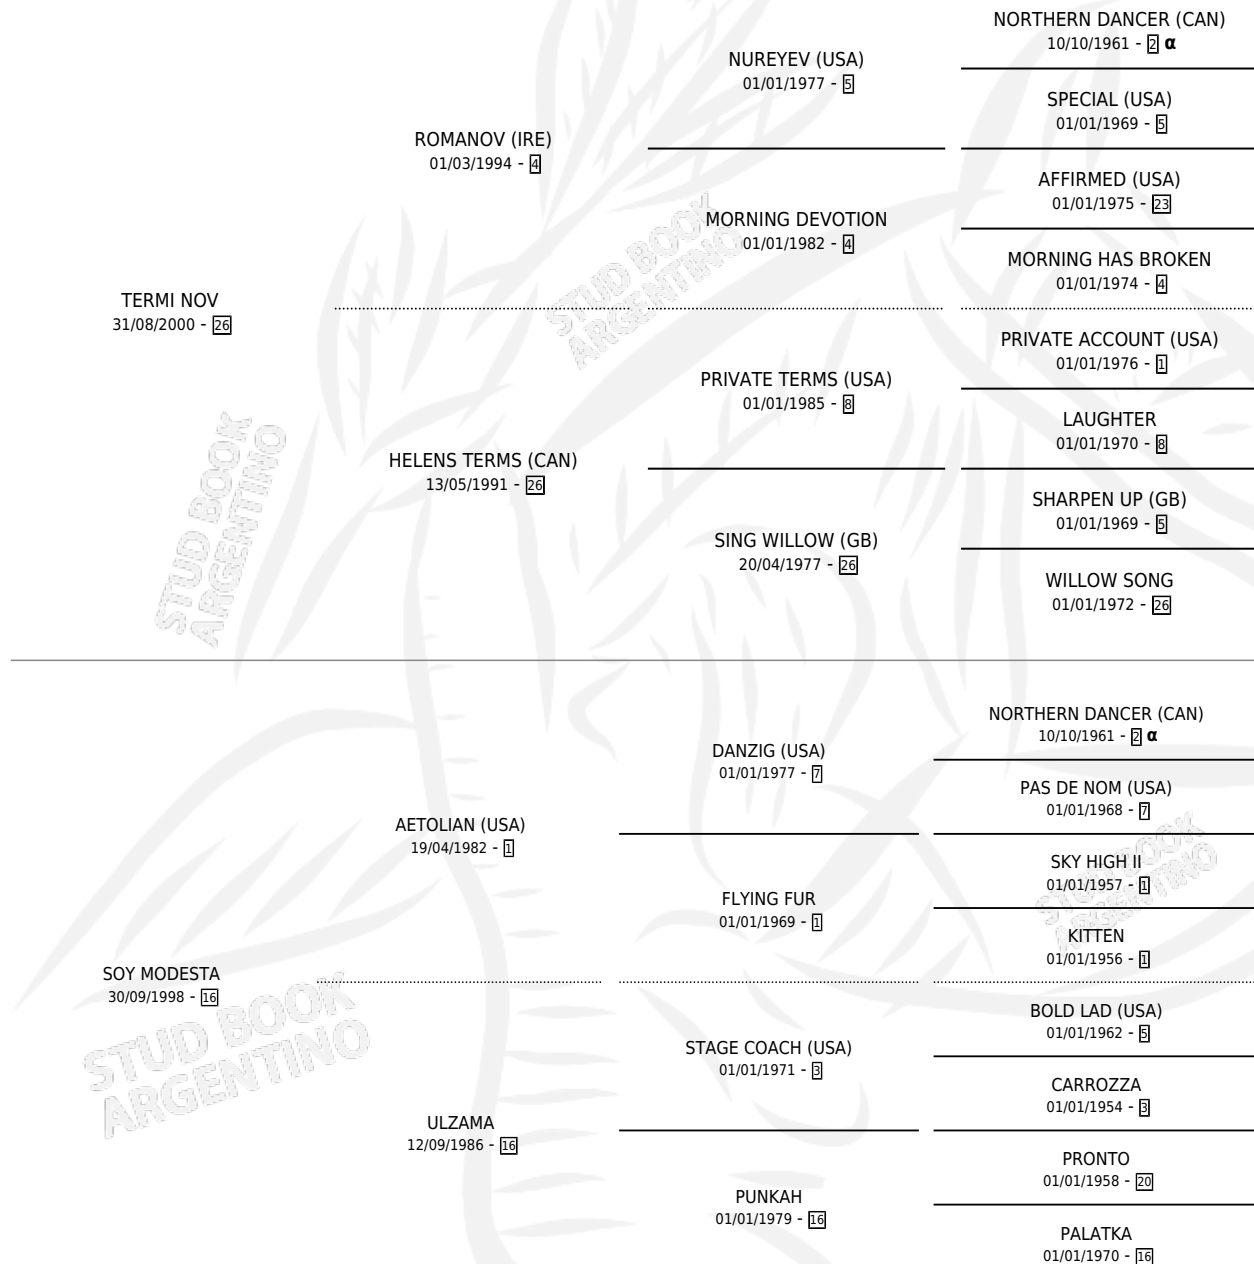 NORTHERN DANCER (CAN)
10/10/1961 - 2 α
NUREYEV (USA)
01/01/1977 - 5
SPECIAL (USA)
01/01/1969 - 5
ROMANOV (IRE)
01/03/1994 - 4
AFFIRMED (USA)
01/01/1975 - 23
MORNING DEVOTION
01/01/1982 - 4
MORNING HAS BROKEN
01/01/1974 - 4
TERMI NOV
31/08/2000 - 26
PRIVATE ACCOUNT (USA)
01/01/1976 - 1
PRIVATE TERMS (USA)
01/01/1985 - 8
LAUGHTER
01/01/1970 - 8
HELENS TERMS (CAN)
13/05/1991 - 26
SHARPEN UP (GB)
01/01/1969 - 5
SING WILLOW (GB)
20/04/1977 - 26
WILLOW SONG
01/01/1972 - 26
STUD BOOK
ARGENTINO
STUD BOOK
ARGENTINO
NORTHERN DANCER (CAN)
10/10/1961 - 2 α
DANZIG (USA)
01/01/1977 - 7
PAS DE NOM (USA)
01/01/1968 - 7
AETOLIAN (USA)
19/04/1982 - 1
SKY HIGH II
01/01/1957 - 1
FLYING FUR
01/01/1969 - 1
KITTEN
01/01/1956 - 1
SOY MODESTA
30/09/1998 - 16
BOLD LAD (USA)
01/01/1962 - 5
STAGE COACH (USA)
01/01/1971 - 3
CARROZZA
01/01/1954 - 3
ULZAMA
12/09/1986 - 16
PRONTO
01/01/1958 - 20
PUNKAH
01/01/1979 - 16
PALATKA
01/01/1970 - 16
STUD BOOK
ARGENTINO
STUD BOOK
ARGENTINO